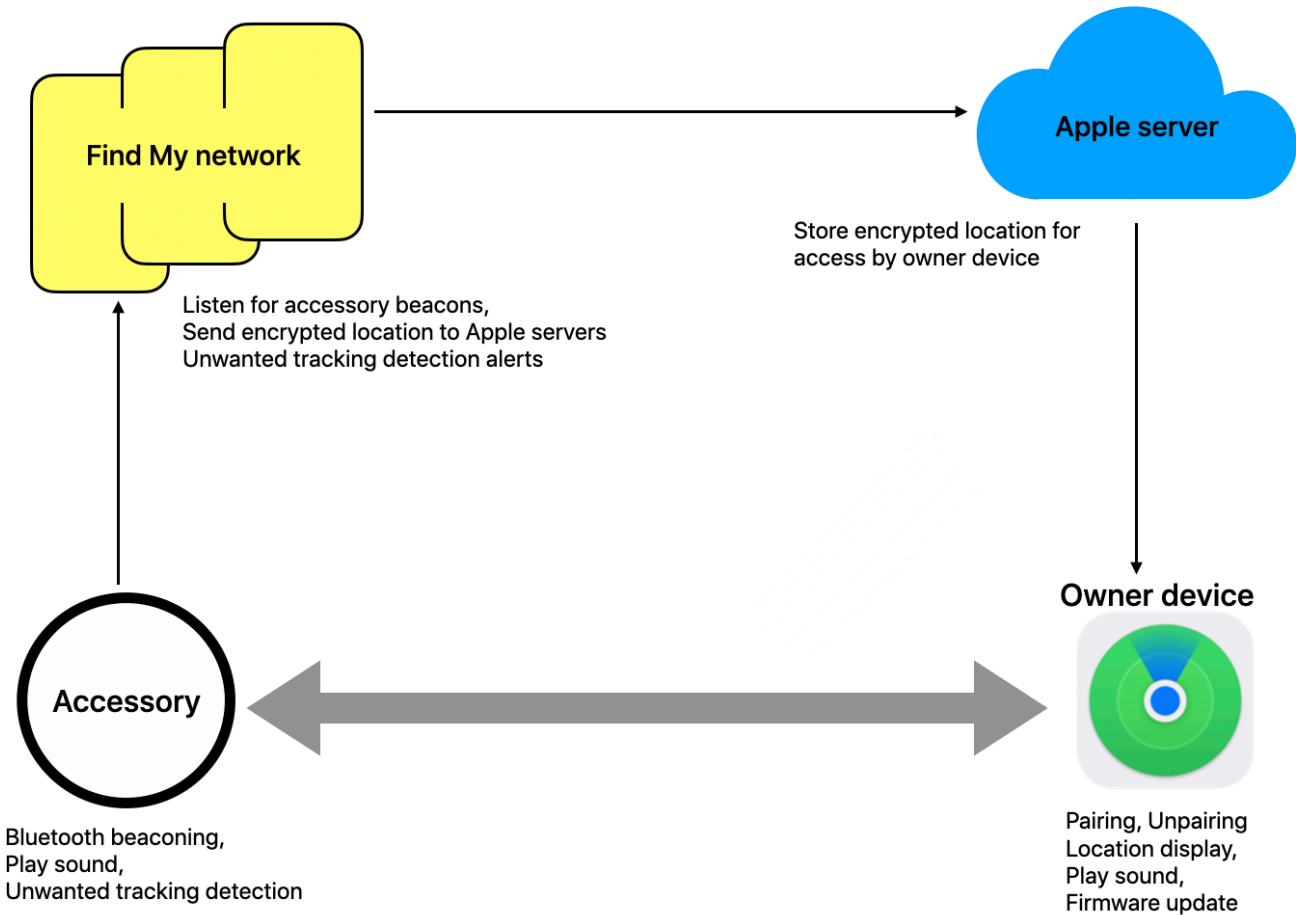 Find My network
Apple server
Store encrypted location for
access by owner device
Listen for accessory beacons,
Send encrypted location to Apple servers
Unwanted tracking detection alerts
Owner device
Accessory
Bluetooth beaconing,
Play sound,
Unwanted tracking detection
Pairing, Unpairing
Location display,
Play sound,
Firmware update